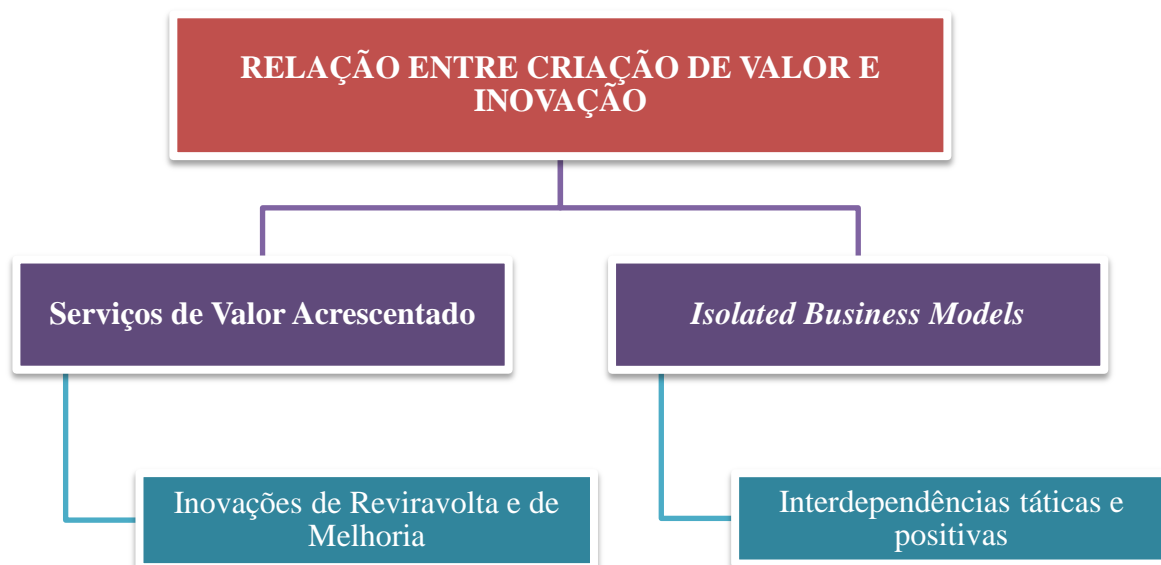 RELAÇÃO ENTRE CRIAÇÃO DE VALOR E
INOVAÇÃO
Serviços de Valor Acrescentado
Isolated Business Models
Inovações de Reviravolta e de
Melhoria
Interdependências táticas e
positivas